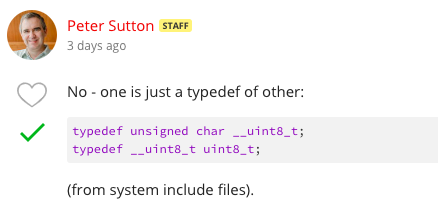 Peter Sutton STAFF
3 days ago
No - one is just a typedef of other:
typedef unsigned char __uint8_t;
typedef __uint8_t uint8_t;
(from system include files).